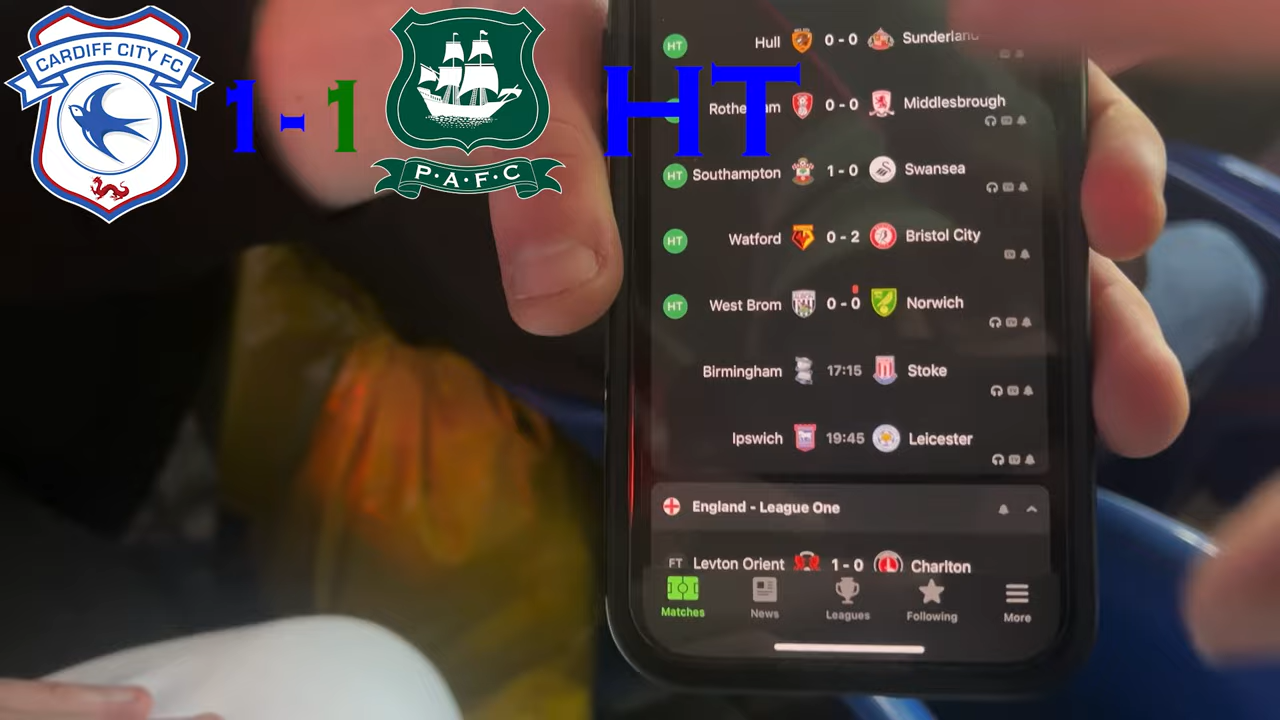 CARDIFF CITY FC
1 - 1
P·A·F·C
HT
HT Hull 0 - 0 Sunderland
Rotherham 0 - 0 Middlesbrough
HT Southampton 1 - 0 Swansea
HT Watford 0 - 2 Bristol City
HT West Brom 0 - 0 Norwich
Birmingham 17:15 Stoke
Ipswich 19:45 Leicester
England - League One
FT Leyton Orient 1 - 0 Charlton
Matches News Leagues Following More